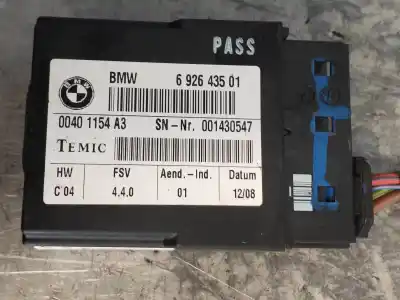 PASS
BMW
BMW 6 926 435 01
0040 1154 A3 SN-Nr. 001430547
TEMIC
HW FSV Aend.-Ind. Datum
C 04 4.4.0 01 12/08